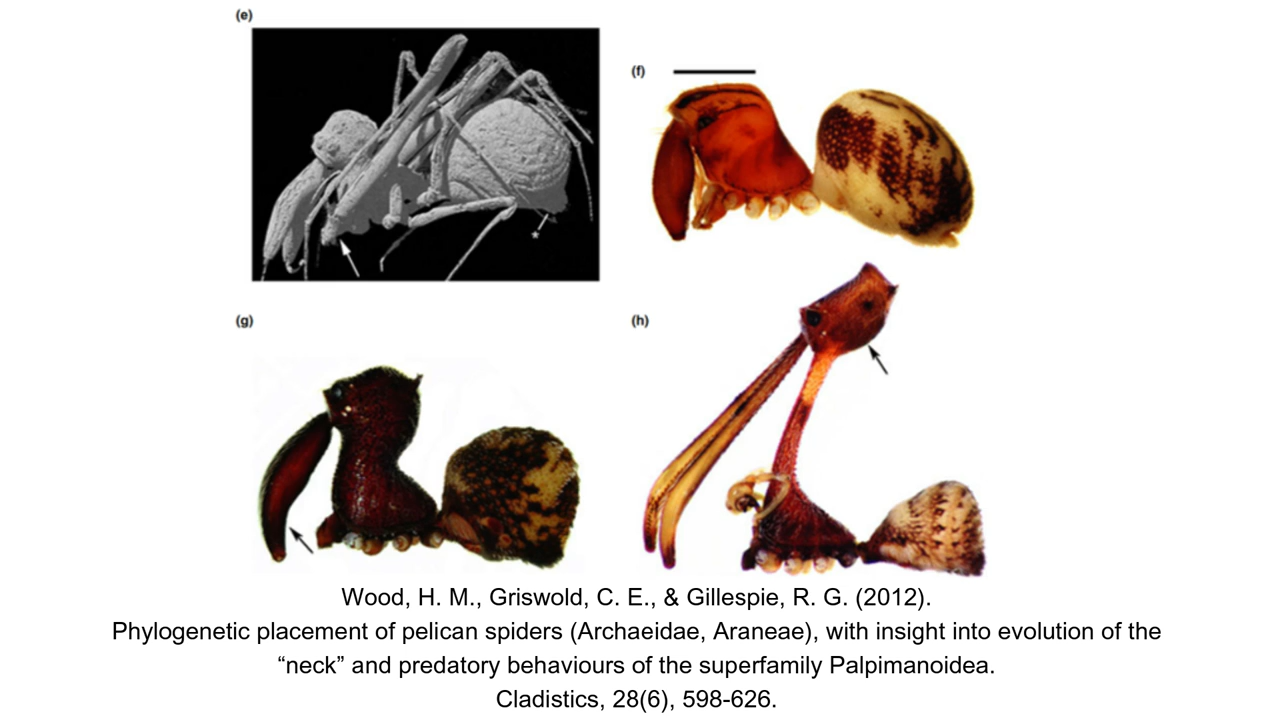 (e)
(f)
*
(g)
(h)
Wood, H. M., Griswold, C. E., & Gillespie, R. G. (2012).
Phylogenetic placement of pelican spiders (Archaeidae, Araneae), with insight into evolution of the
“neck” and predatory behaviours of the superfamily Palpimanoidea.
Cladistics, 28(6), 598-626.